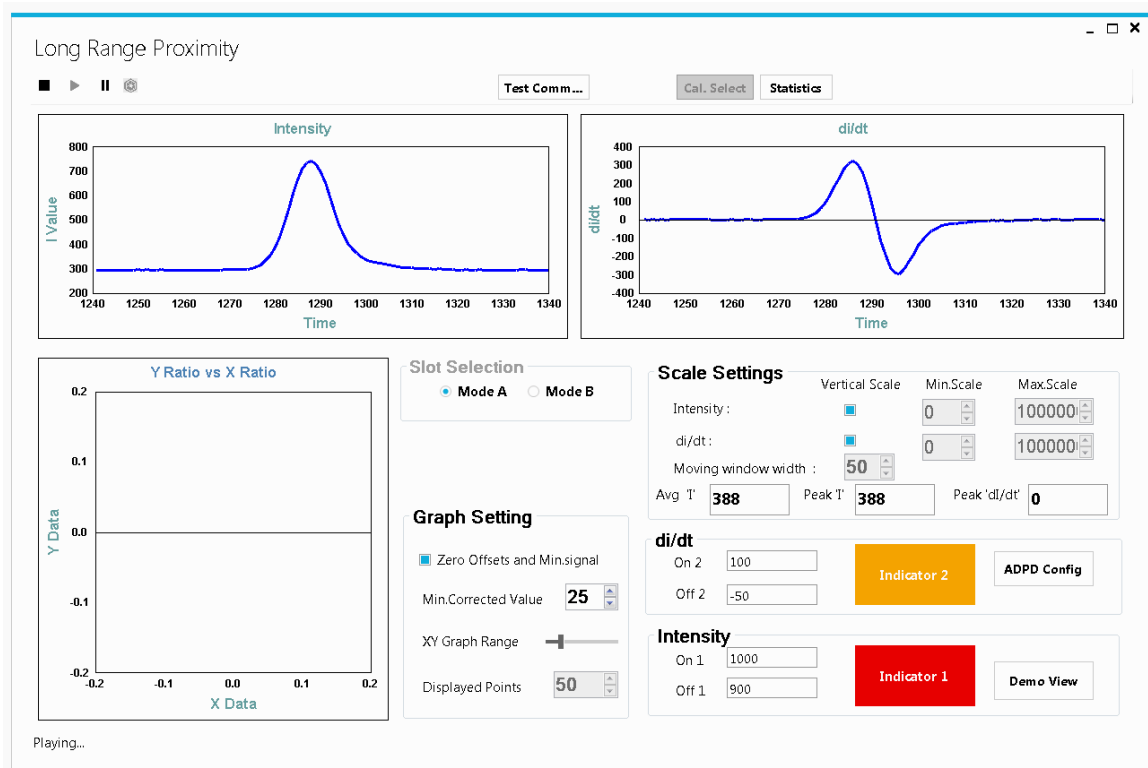 Long Range Proximity
Test Comm...
Cal. Select
Statistics
Intensity
800
700
600
500
400
300
200
I Value
1240 1250 1260 1270 1280 1290 1300 1310 1320 1330 1340
Time
di/dt
400
300
200
100
0
-100
-200
-300
-400
di/dt
1240 1250 1260 1270 1280 1290 1300 1310 1320 1330 1340
Time
Y Ratio vs X Ratio
0.2
0.1
0.0
-0.1
-0.2
Y Data
-0.2 -0.1 0.0 0.1 0.2
X Data
Slot Selection
Mode A Mode B
Graph Setting
Zero Offsets and Min.signal
Min.Corrected Value 25
XY Graph Range
Displayed Points 50
Scale Settings
Vertical Scale Min.Scale Max.Scale
Intensity : 0 100000
di/dt : 0 100000
Moving window width : 50
Avg 'I' 388 Peak 'I' 388 Peak 'dI/dt' 0
di/dt
On 2 100
Off 2 -50
Indicator 2
ADPD Config
Intensity
On 1 1000
Off 1 900
Indicator 1
Demo View
Playing...